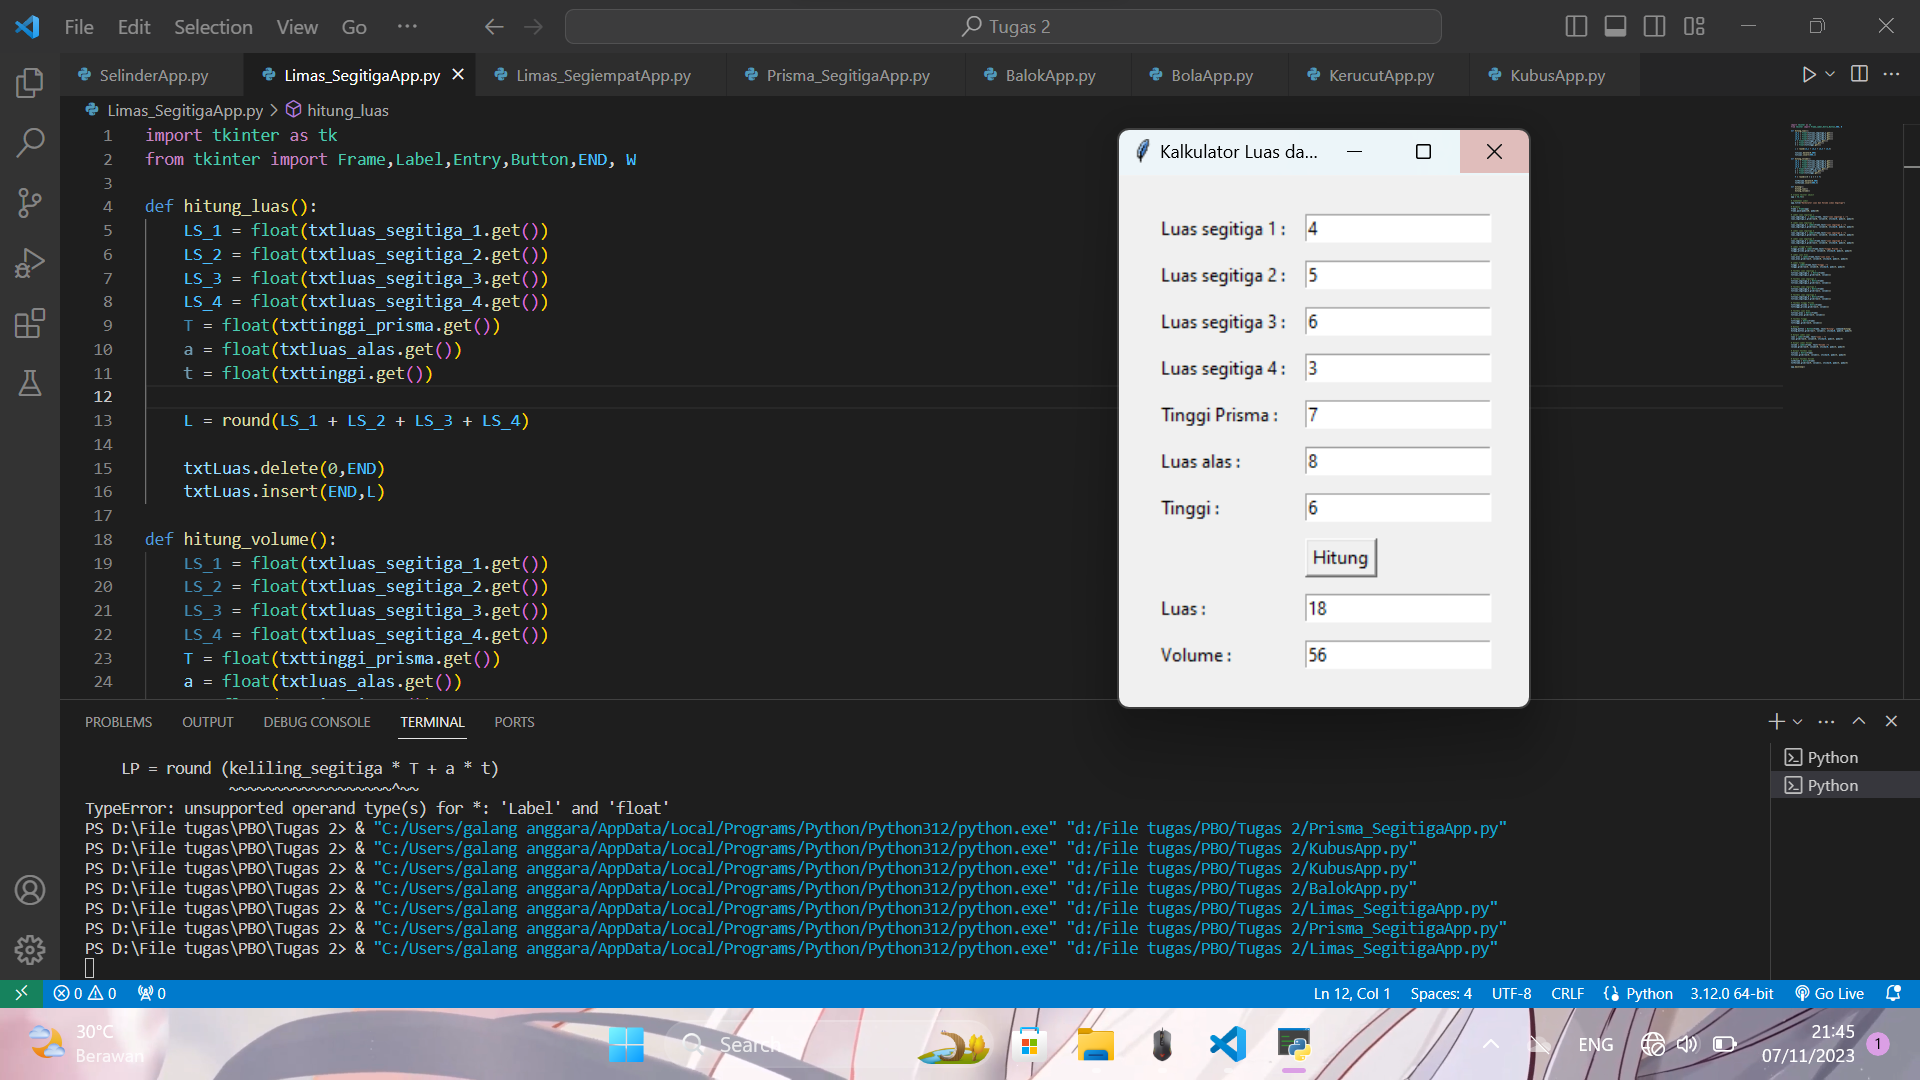 File Edit Selection View Go ···
Tugas 2
SelinderApp.py Limas_SegitigaApp.py Limas_SegiempatApp.py Prisma_SegitigaApp.py BalokApp.py BolaApp.py KerucutApp.py KubusApp.py
Limas_SegitigaApp.py > hitung_luas
1 import tkinter as tk
2 from tkinter import Frame,Label,Entry,Button,END, W
3
4 def hitung_luas():
5 LS_1 = float(txtluas_segitiga_1.get())
6 LS_2 = float(txtluas_segitiga_2.get())
7 LS_3 = float(txtluas_segitiga_3.get())
8 LS_4 = float(txtluas_segitiga_4.get())
9 T = float(txttinggi_prisma.get())
10 a = float(txtluas_alas.get())
11 t = float(txttinggi.get())
12
13 L = round(LS_1 + LS_2 + LS_3 + LS_4)
14
15 txtLuas.delete(0,END)
16 txtLuas.insert(END,L)
17
18 def hitung_volume():
19 LS_1 = float(txtluas_segitiga_1.get())
20 LS_2 = float(txtluas_segitiga_2.get())
21 LS_3 = float(txtluas_segitiga_3.get())
22 LS_4 = float(txtluas_segitiga_4.get())
23 T = float(txttinggi_prisma.get())
24 a = float(txtluas_alas.get())
Kalkulator Luas da...
Luas segitiga 1 : 4
Luas segitiga 2 : 5
Luas segitiga 3 : 6
Luas segitiga 4 : 3
Tinggi Prisma : 7
Luas alas : 8
Tinggi : 6
Hitung
Luas : 18
Volume : 56
PROBLEMS OUTPUT DEBUG CONSOLE TERMINAL PORTS
LP = round (keliling_segitiga * T + a * t)
~~~~~~~~~~~~~~~~~~^~~
TypeError: unsupported operand type(s) for *: 'Label' and 'float'
PS D:\File tugas\PBO\Tugas 2> & "C:/Users/galang anggara/AppData/Local/Programs/Python/Python312/python.exe" "d:/File tugas/PBO/Tugas 2/Prisma_SegitigaApp.py"
PS D:\File tugas\PBO\Tugas 2> & "C:/Users/galang anggara/AppData/Local/Programs/Python/Python312/python.exe" "d:/File tugas/PBO/Tugas 2/KubusApp.py"
PS D:\File tugas\PBO\Tugas 2> & "C:/Users/galang anggara/AppData/Local/Programs/Python/Python312/python.exe" "d:/File tugas/PBO/Tugas 2/KubusApp.py"
PS D:\File tugas\PBO\Tugas 2> & "C:/Users/galang anggara/AppData/Local/Programs/Python/Python312/python.exe" "d:/File tugas/PBO/Tugas 2/BalokApp.py"
PS D:\File tugas\PBO\Tugas 2> & "C:/Users/galang anggara/AppData/Local/Programs/Python/Python312/python.exe" "d:/File tugas/PBO/Tugas 2/Limas_SegitigaApp.py"
PS D:\File tugas\PBO\Tugas 2> & "C:/Users/galang anggara/AppData/Local/Programs/Python/Python312/python.exe" "d:/File tugas/PBO/Tugas 2/Prisma_SegitigaApp.py"
PS D:\File tugas\PBO\Tugas 2> & "C:/Users/galang anggara/AppData/Local/Programs/Python/Python312/python.exe" "d:/File tugas/PBO/Tugas 2/Limas_SegitigaApp.py"
Python
Python
0 0 0 Ln 12, Col 1 Spaces: 4 UTF-8 CRLF Python 3.12.0 64-bit Go Live
30°C
Berawan
Search
ENG
21:45
07/11/2023
1